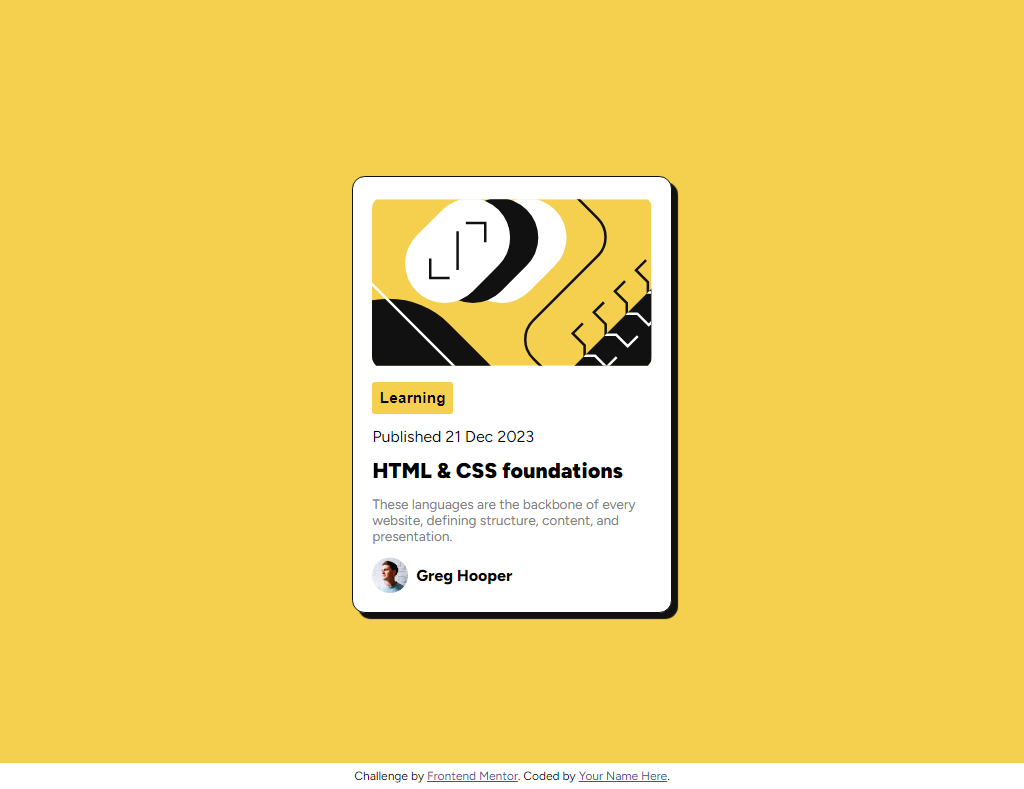 Learning
Published 21 Dec 2023
HTML & CSS foundations
These languages are the backbone of every
website, defining structure, content, and
presentation.
Greg Hooper
Challenge by Frontend Mentor. Coded by Your Name Here.